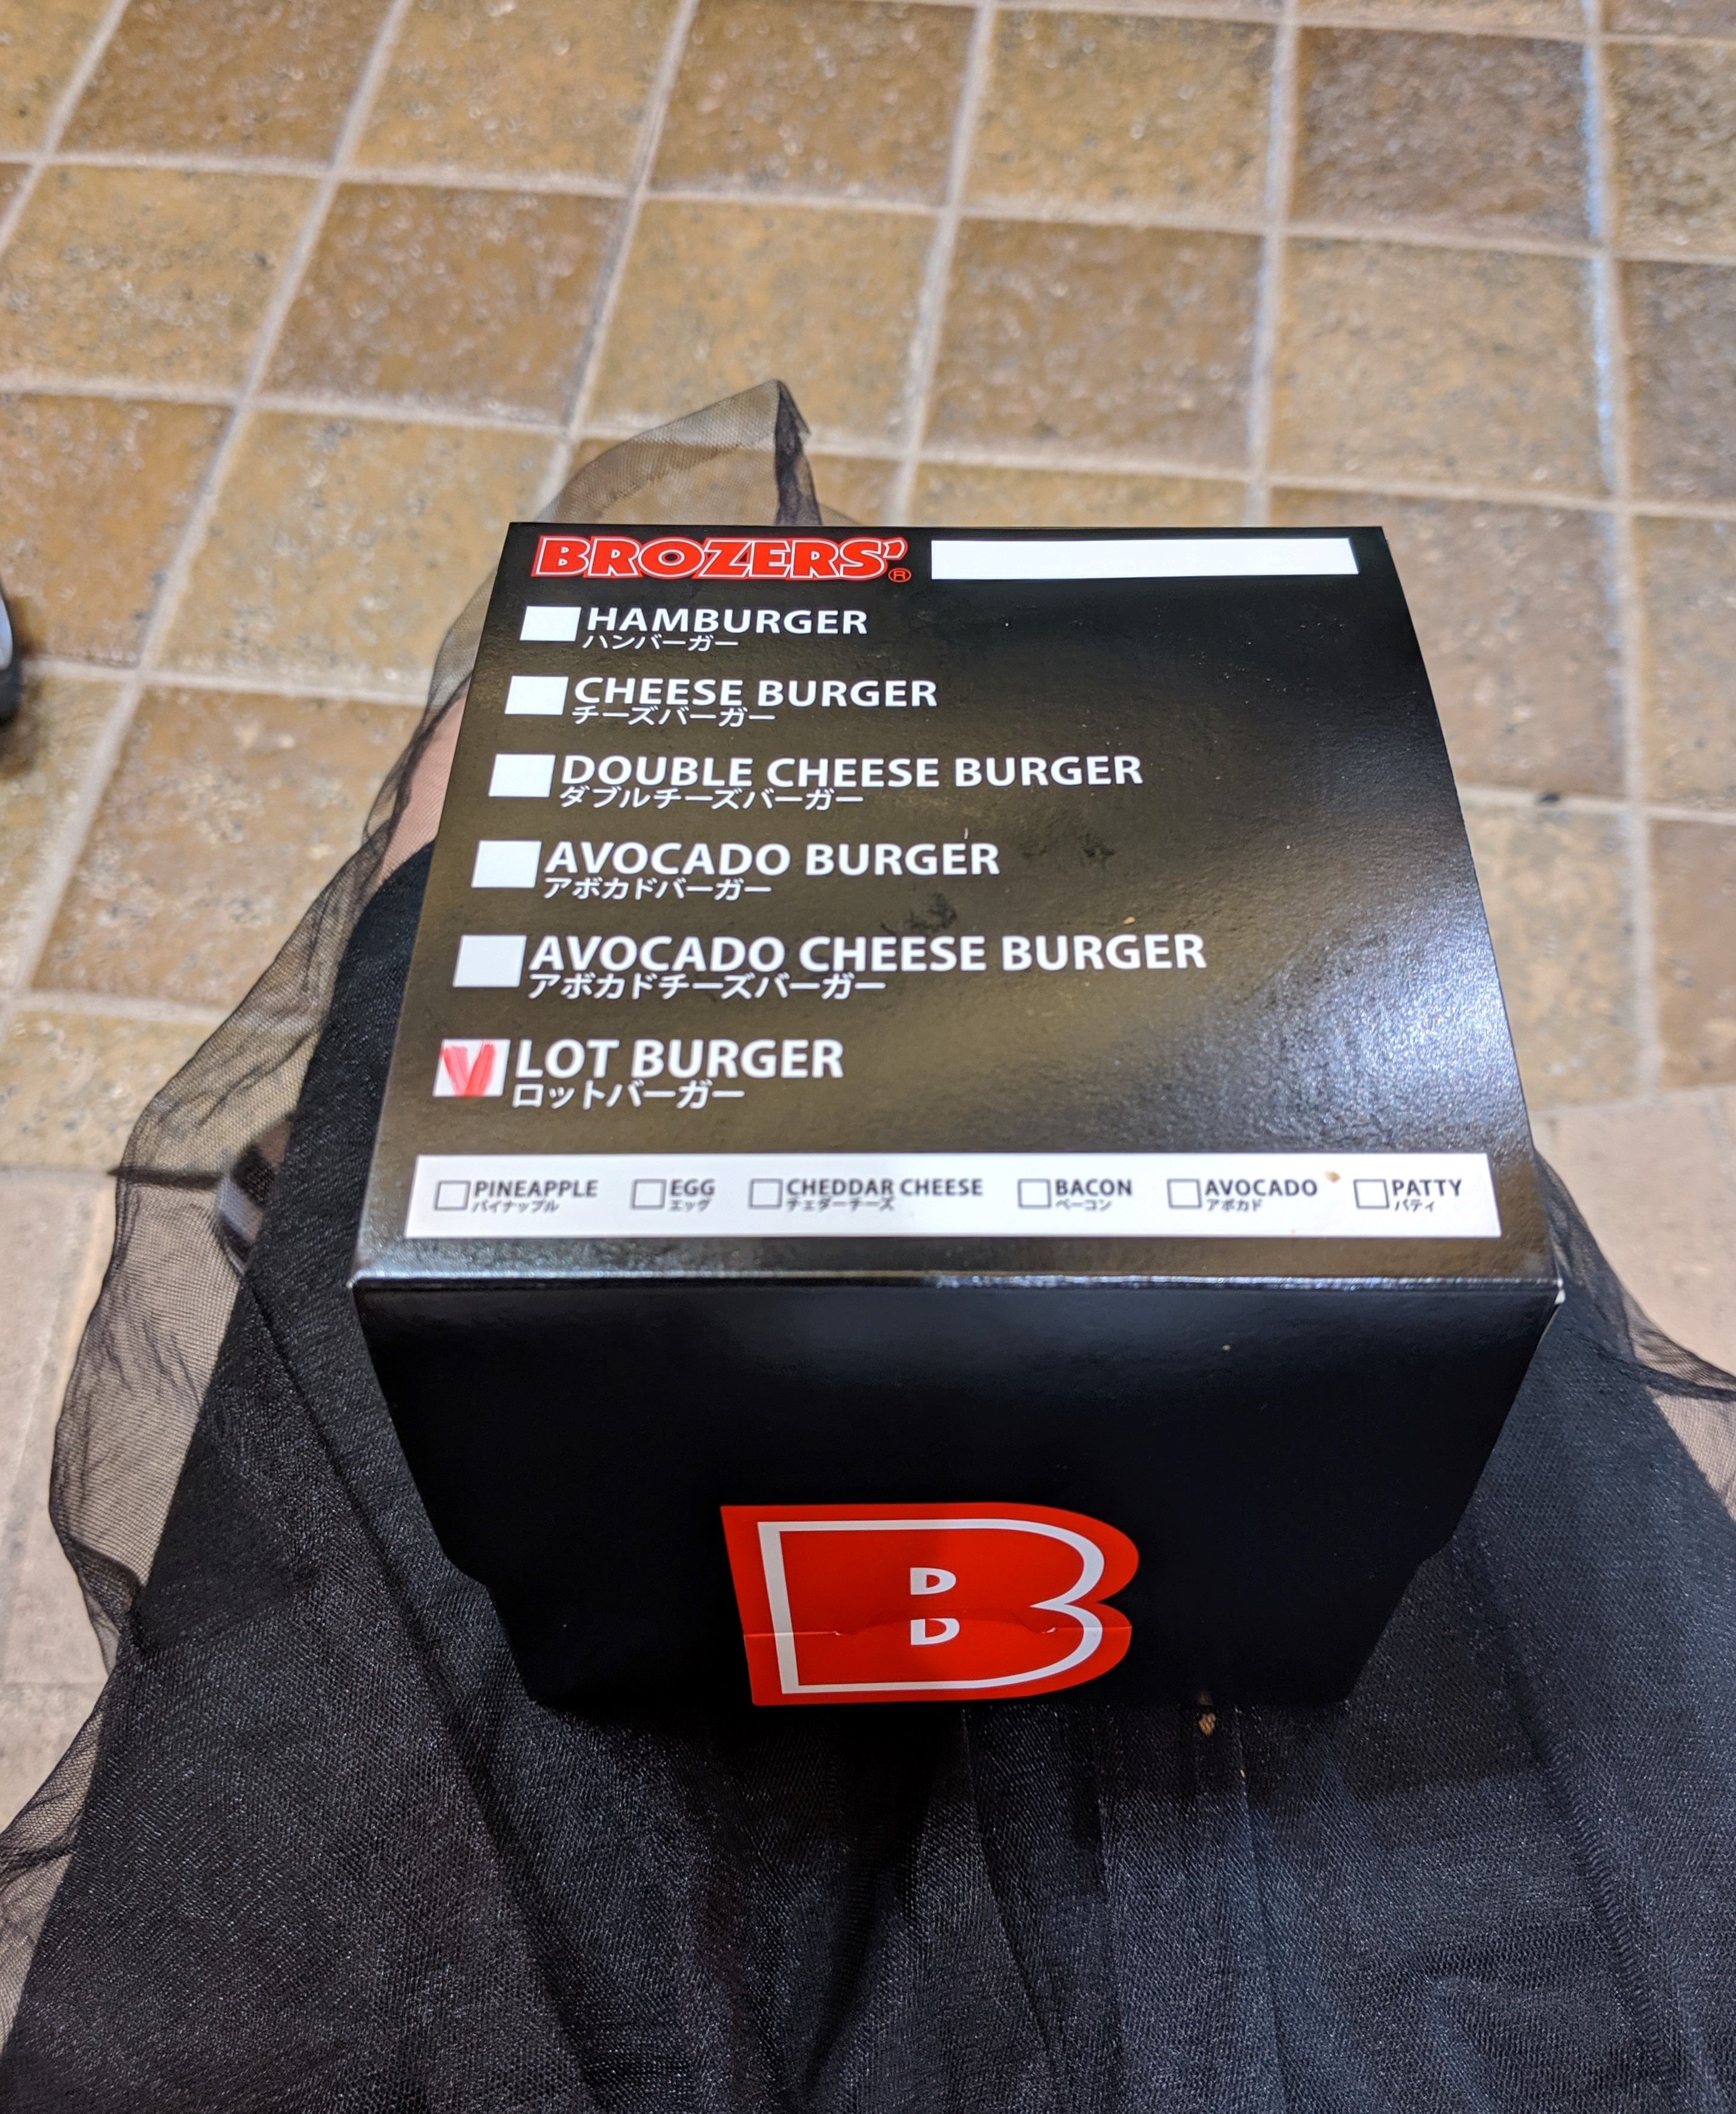 BROZERS'®
HAMBURGER
ハンバーガー
CHEESE BURGER
チーズバーガー
DOUBLE CHEESE BURGER
ダブルチーズバーガー
AVOCADO BURGER
アボカドバーガー
AVOCADO CHEESE BURGER
アボカドチーズバーガー
LOT BURGER
ロットバーガー
PINEAPPLE EGG CHEDDAR CHEESE BACON AVOCADO PATTY
パイナップル エッグ チェダーチーズ ベーコン アボカド パティ
B